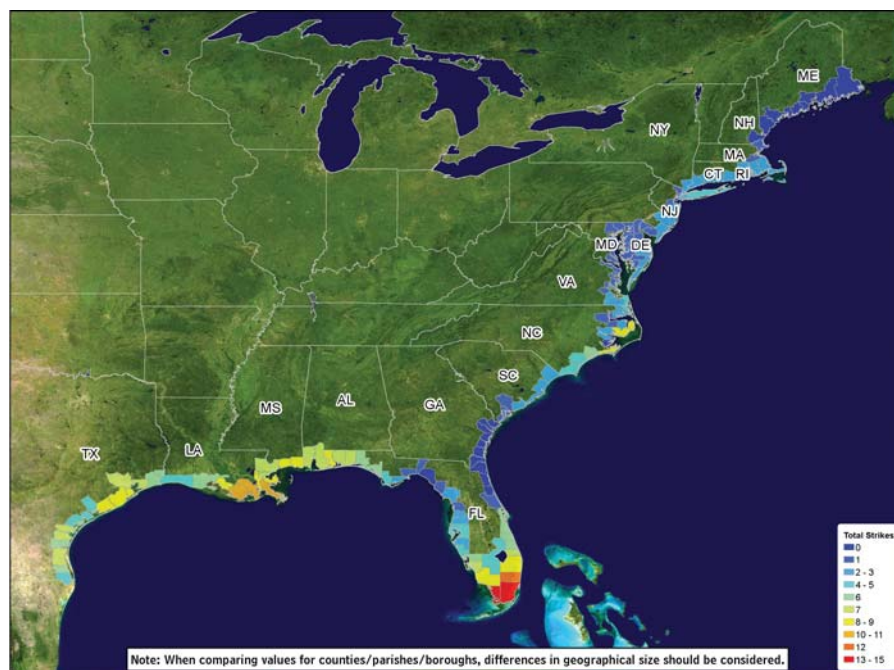 ME
NH
NY
MA
CT RI
NJ
MD DE
VA
NC
SC
MS AL GA
TX LA
FL
Total Strikes
0
1
2 - 3
4 - 5
6
7
8 - 9
10 - 11
12
13 - 15
Note: When comparing values for counties/parishes/boroughs, differences in geographical size should be considered.